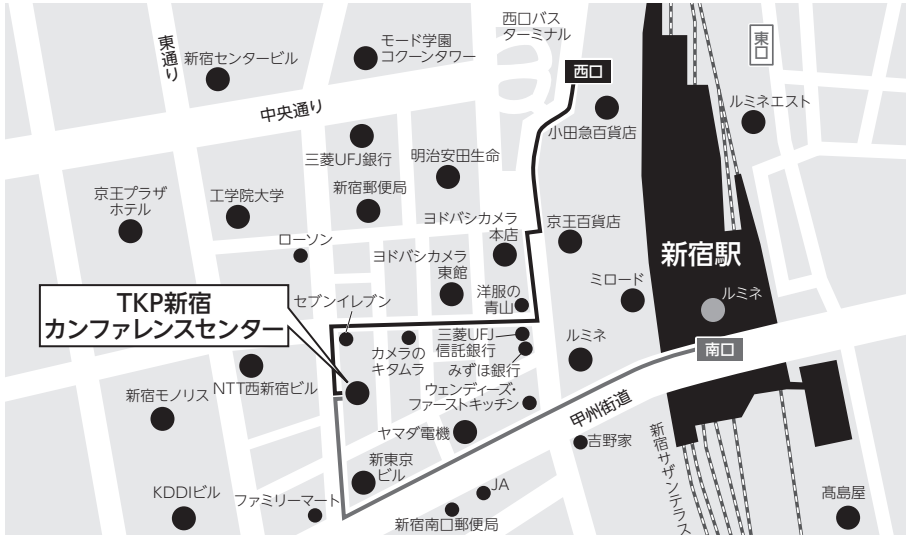 東通り
新宿センタービル
モード学園
コクーンタワー
西口バス
ターミナル
西口
東口
中央通り
小田急百貨店
ルミネエスト
三菱UFJ銀行
明治安田生命
京王プラザ
ホテル
工学院大学
新宿郵便局
ヨドバシカメラ
本店
京王百貨店
ローソン
ヨドバシカメラ
東館
新宿駅
ミロード
ルミネ
TKP新宿
カンファレンスセンター
セブンイレブン
洋服の
青山
カメラの
キタムラ
三菱UFJ
信託銀行
みずほ銀行
ルミネ
南口
NTT西新宿ビル
新宿モノリス
ウェンディーズ・
ファーストキッチン
甲州街道
ヤマダ電機
吉野家
新宿サザンテラス
新東京
ビル
KDDIビル
ファミリーマート
JA
新宿南口郵便局
髙島屋